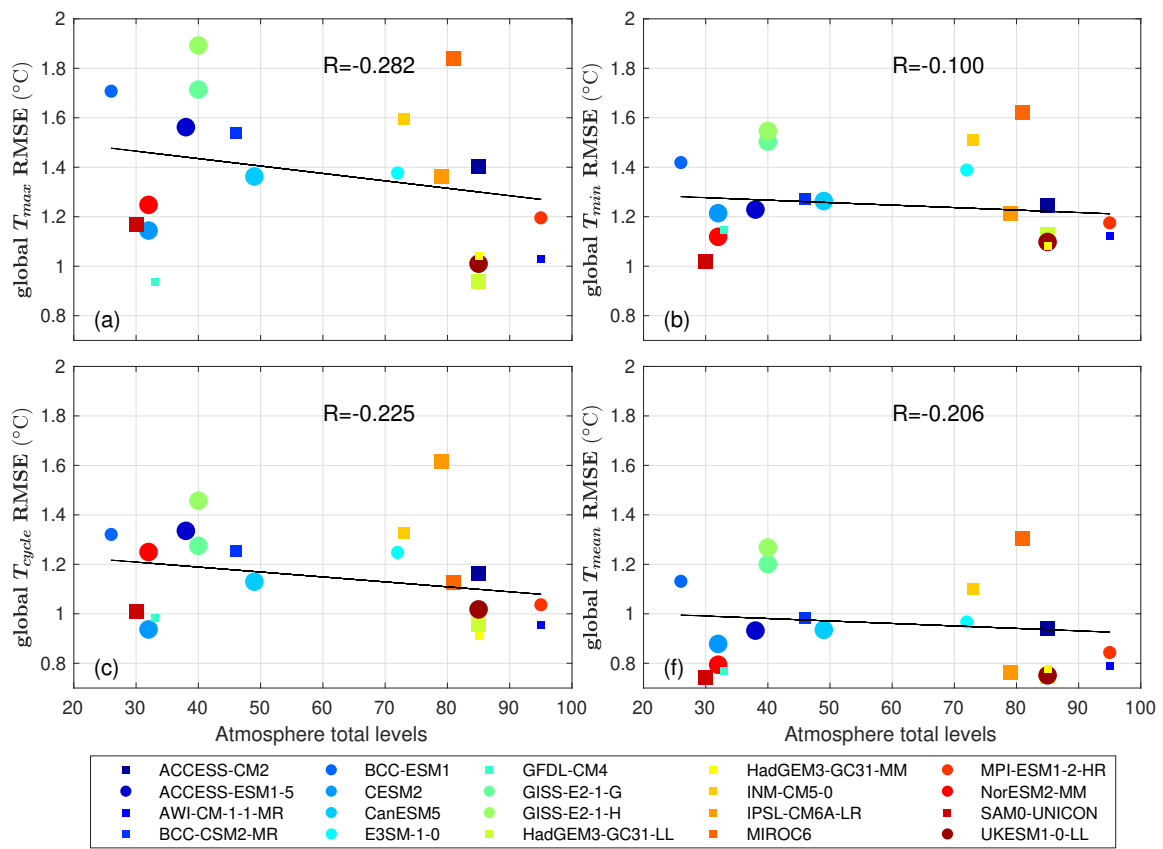 2
1.8
1.6
1.4
1.2
1
0.8
global Tmax RMSE (°C)
R=-0.282
(a)
2
1.8
1.6
1.4
1.2
1
0.8
global Tmin RMSE (°C)
R=-0.100
(b)
2
1.8
1.6
1.4
1.2
1
0.8
global Tcycle RMSE (°C)
R=-0.225
(c)
20 30 40 50 60 70 80 90 100
Atmosphere total levels
2
1.8
1.6
1.4
1.2
1
0.8
global Tmean RMSE (°C)
R=-0.206
(f)
20 30 40 50 60 70 80 90 100
Atmosphere total levels
ACCESS-CM2 BCC-ESM1 GFDL-CM4 HadGEM3-GC31-MM MPI-ESM1-2-HR
ACCESS-ESM1-5 CESM2 GISS-E2-1-G INM-CM5-0 NorESM2-MM
AWI-CM-1-1-MR CanESM5 GISS-E2-1-H IPSL-CM6A-LR SAM0-UNICON
BCC-CSM2-MR E3SM-1-0 HadGEM3-GC31-LL MIROC6 UKESM1-0-LL